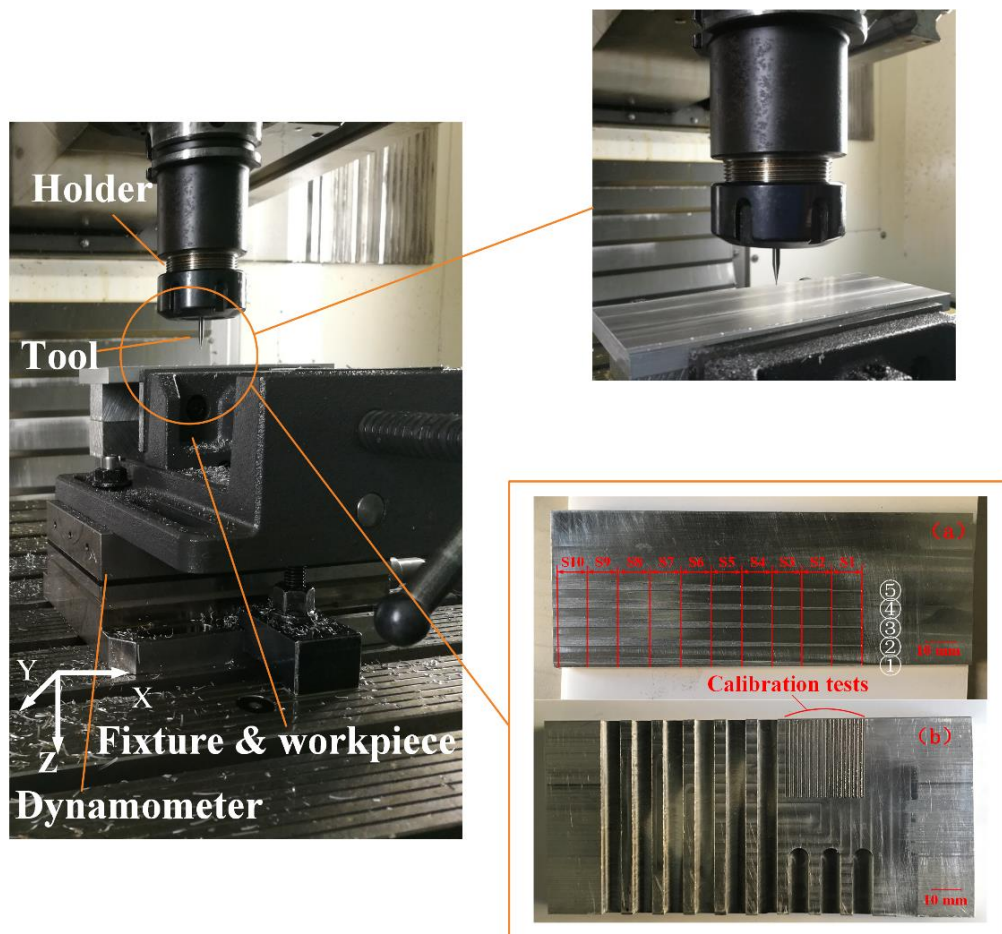 Holder
Tool
Y
X
Z
Fixture & workpiece
Dynamometer
(a)
S10 S9 S8 S7 S6 S5 S4 S3 S2 S1
⑤
④
③
②
①
10 mm
Calibration tests
(b)
10 mm